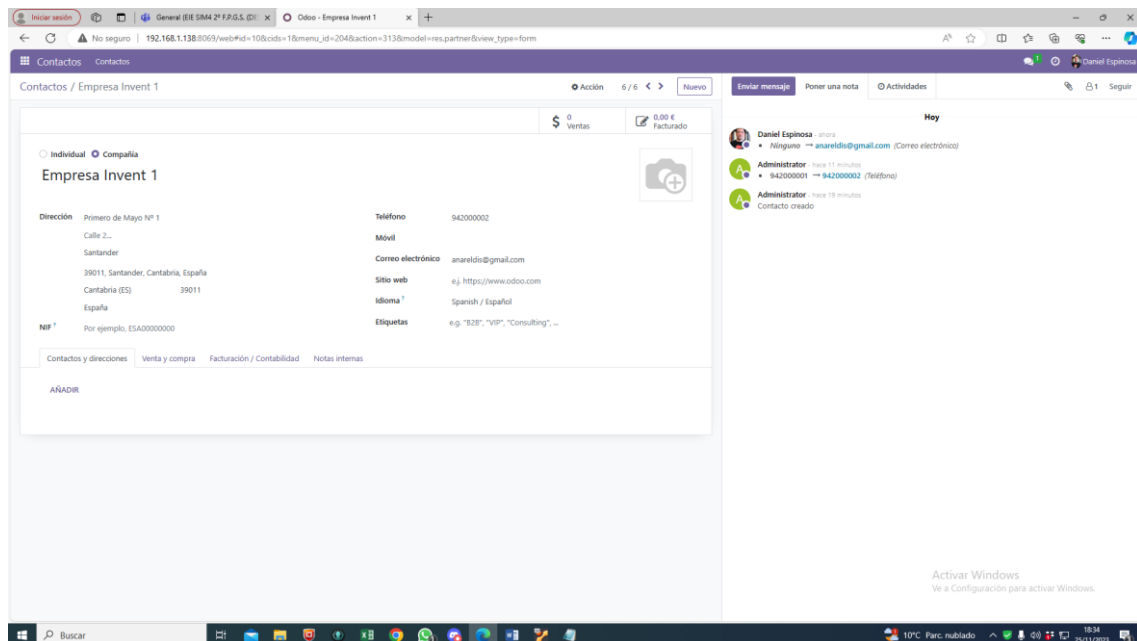 Iniciar sesión
General (EIE SIM4 2º F.P.G.S. (DIS
Odoo - Empresa Invent 1
No seguro
192.168.1.138:8069/web#id=10&cids=1&menu_id=204&action=313&model=res.partner&view_type=form
Contactos Contactos
1
Daniel Espinosa
Contactos / Empresa Invent 1
Acción
6 / 6
Nuevo
Enviar mensaje
Poner una nota
Actividades
1
Seguir
0
Ventas
0,00 €
Facturado
Individual Compañía
Empresa Invent 1
Dirección Primero de Mayo Nº 1
Calle 2...
Santander
39011, Santander, Cantabria, España
Cantabria (ES) 39011
España
NIF ? Por ejemplo, ESA00000000
Teléfono 942000002
Móvil
Correo electrónico anareldis@gmail.com
Sitio web e.j. https://www.odoo.com
Idioma ? Spanish / Español
Etiquetas e.g. "B2B", "VIP", "Consulting", ...
Contactos y direcciones Venta y compra Facturación / Contabilidad Notas internas
AÑADIR
Hoy
Daniel Espinosa - ahora
Ninguno → anareldis@gmail.com (Correo electrónico)
A
Administrator - hace 11 minutos
942000001 → 942000002 (Teléfono)
A
Administrator - hace 19 minutos
Contacto creado
Activar Windows
Ve a Configuración para activar Windows.
Buscar
10°C Parc. nublado
18:34